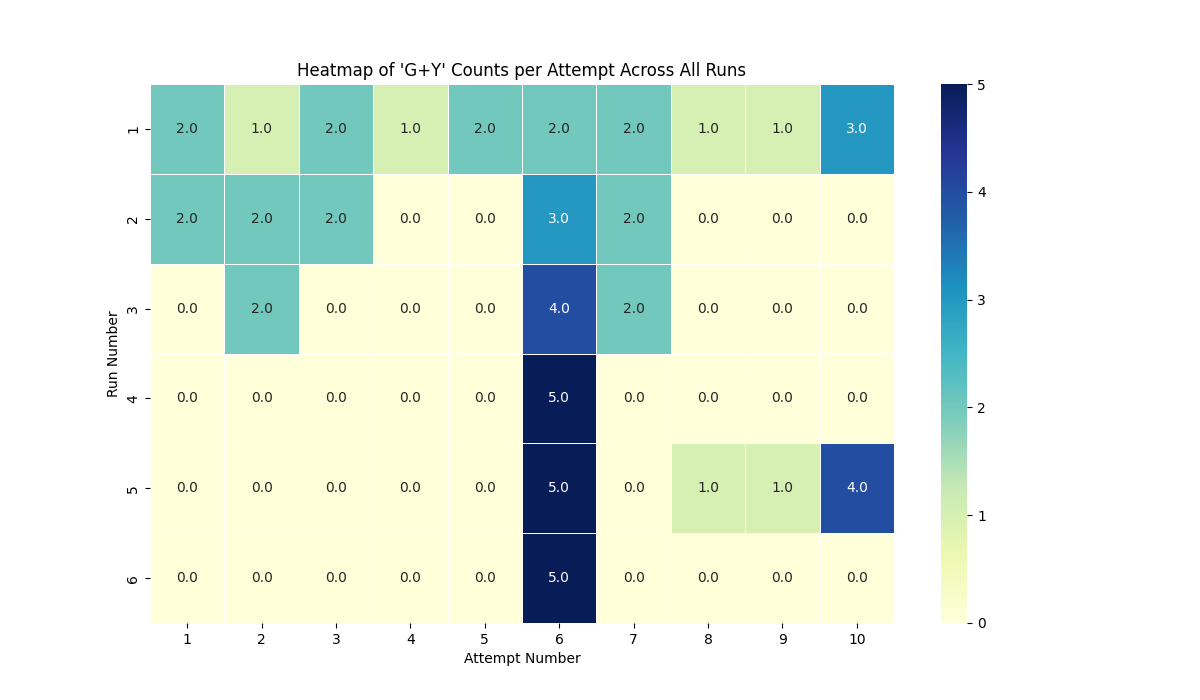 Heatmap of 'G+Y' Counts per Attempt Across All Runs
Run Number
1 2.0 1.0 2.0 1.0 2.0 2.0 2.0 1.0 1.0 3.0
2 2.0 2.0 2.0 0.0 0.0 3.0 2.0 0.0 0.0 0.0
3 0.0 2.0 0.0 0.0 0.0 4.0 2.0 0.0 0.0 0.0
4 0.0 0.0 0.0 0.0 0.0 5.0 0.0 0.0 0.0 0.0
5 0.0 0.0 0.0 0.0 0.0 5.0 0.0 1.0 1.0 4.0
6 0.0 0.0 0.0 0.0 0.0 5.0 0.0 0.0 0.0 0.0
1 2 3 4 5 6 7 8 9 10
Attempt Number
5
4
3
2
1
0